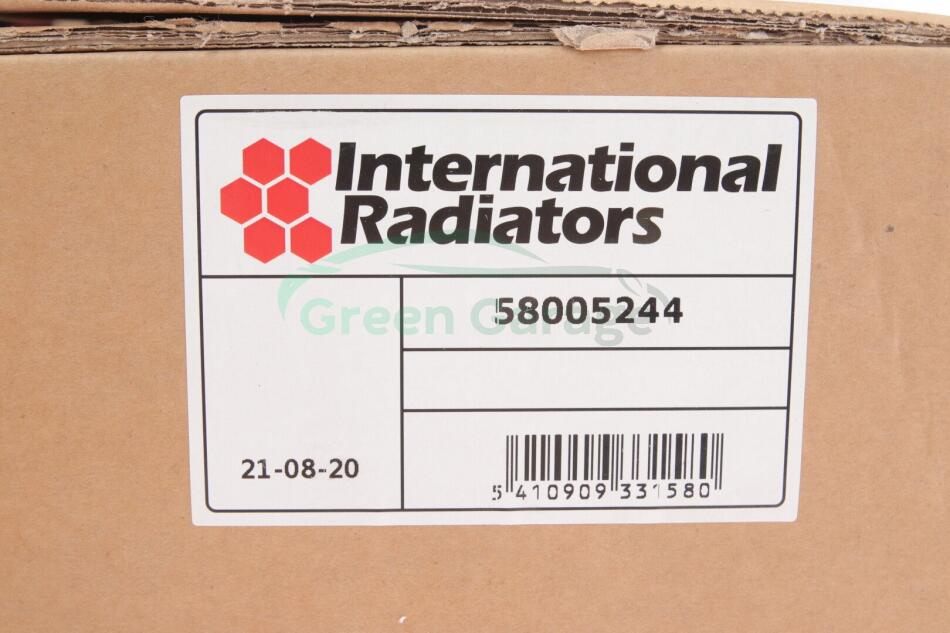 International
Radiators
58005244
Green Garage
21-08-20
5 410909 331580